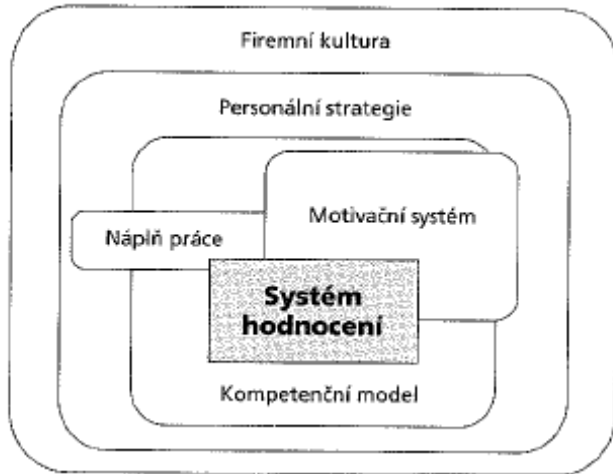 Firemní kultura
Personální strategie
Motivační systém
Náplň práce
Systém
hodnocení
Kompetenční model